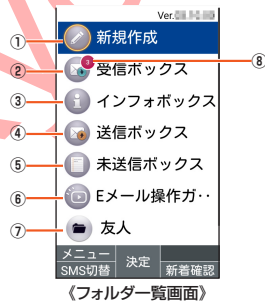 Ver.
① 新規作成
② 受信ボックス 3 ⑧
③ インフォボックス
④ 送信ボックス
⑤ 未送信ボックス
⑥ Eメール操作ガ‥
⑦ 友人
メニュー 決定
SMS切替 新着確認
《フォルダ一覧画面》